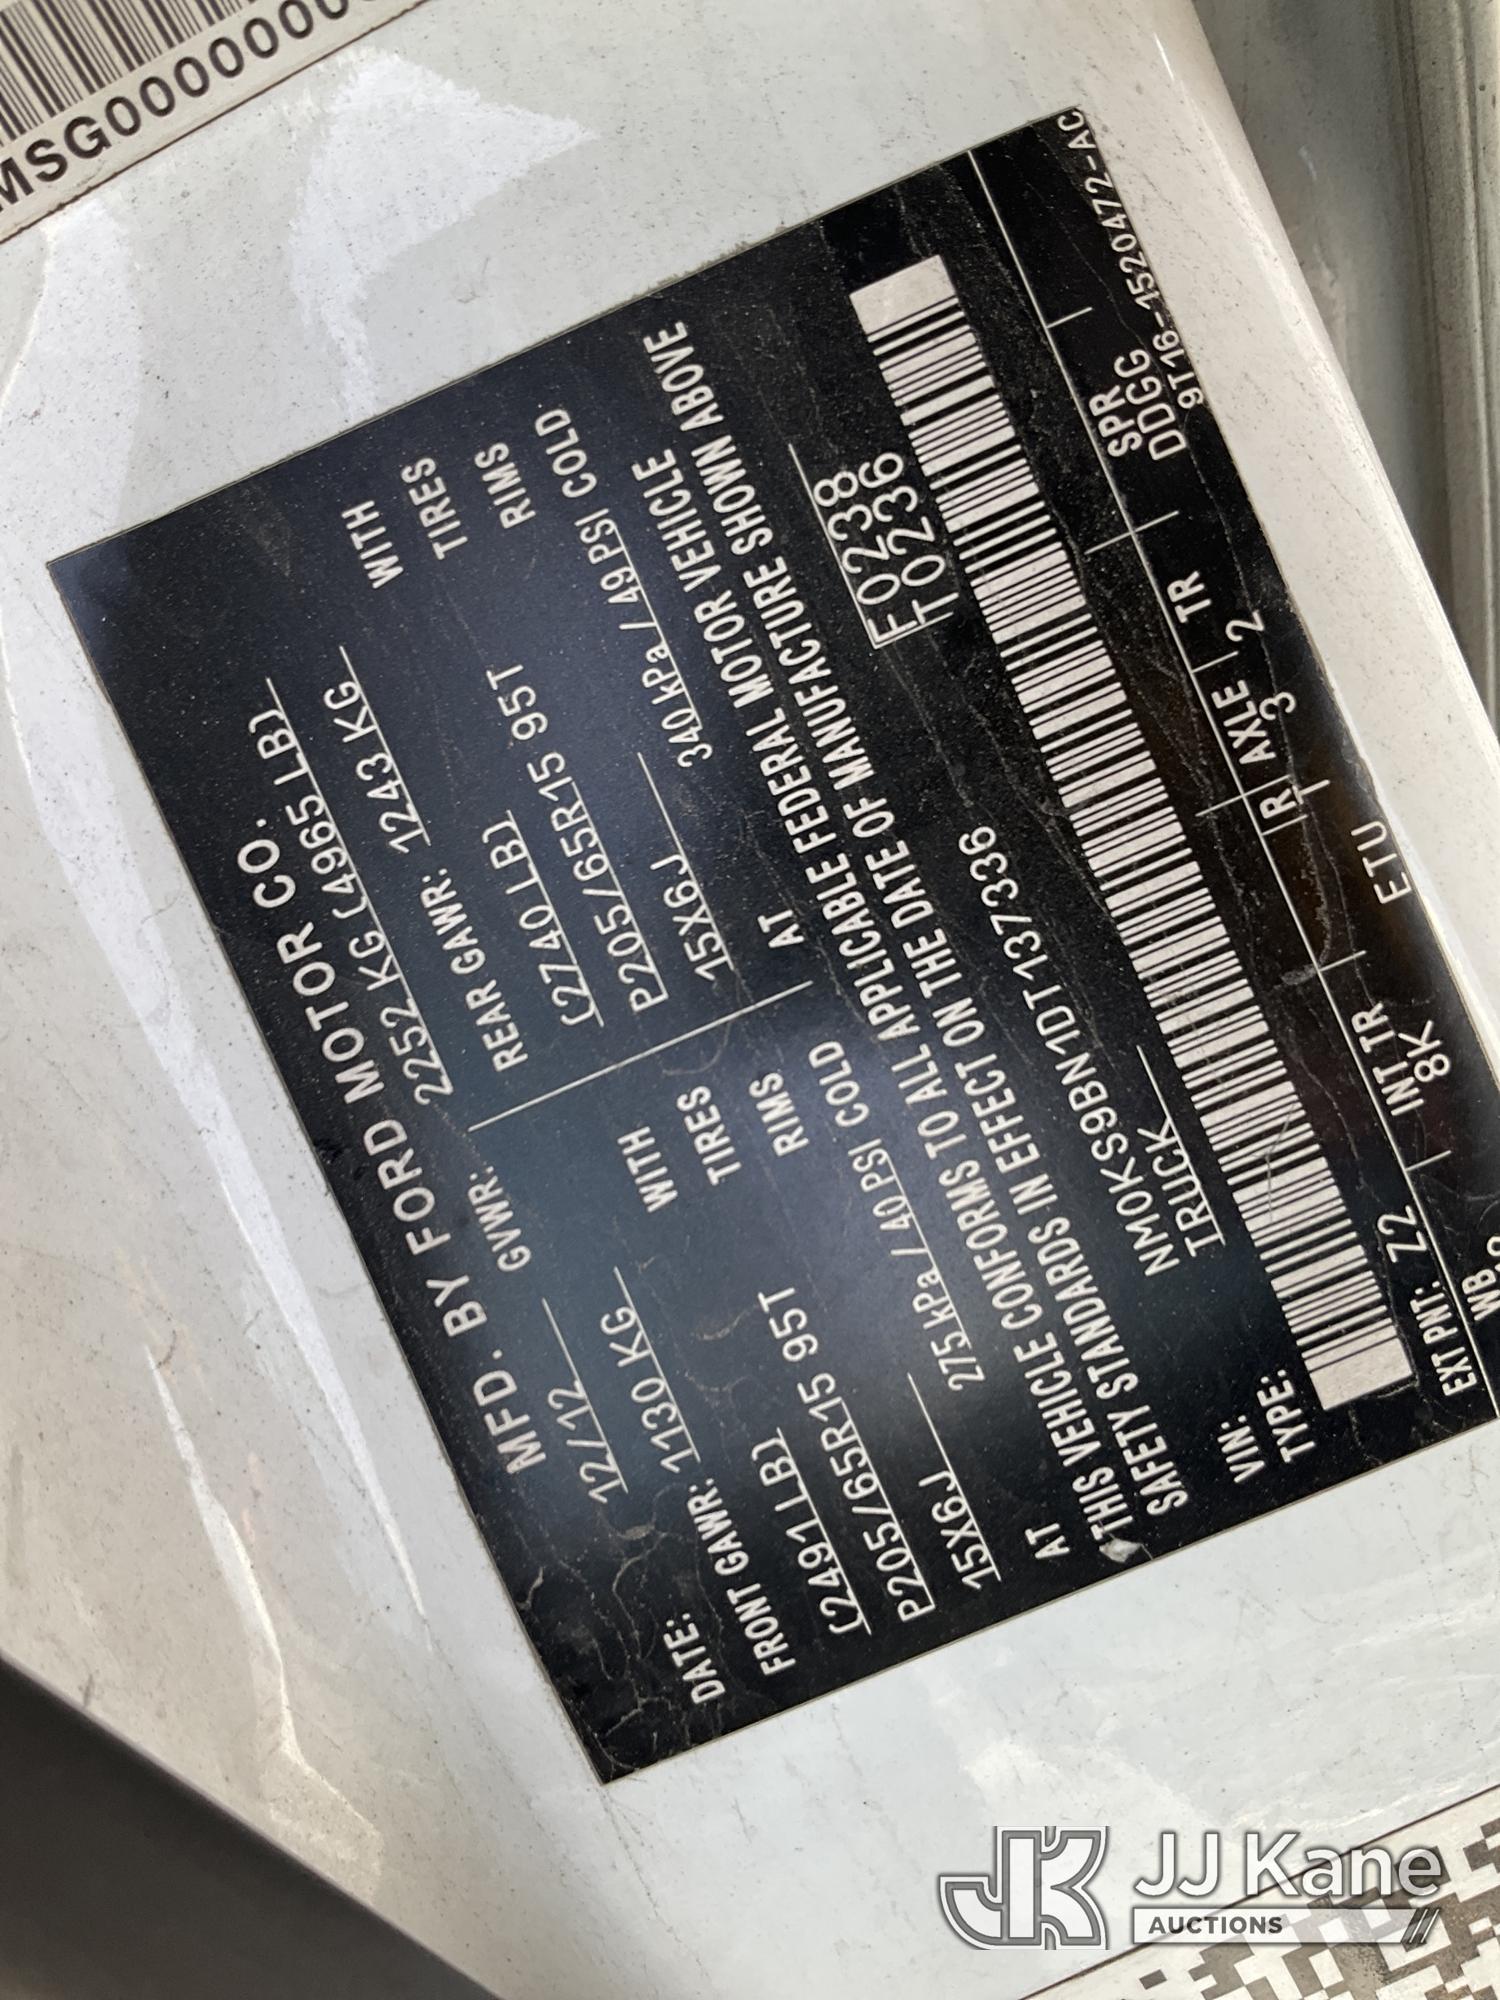 MSG000000
MFD. BY FORD MOTOR CO.
DATE: 12/12 GVWR: 2252 KG (4965 LB)
FRONT GAWR: 1130 KG REAR GAWR: 1243 KG
(2491 LB) WITH (2740 LB) WITH
P205/65R15 95T TIRES P205/65R15 95T TIRES
15X6J RIMS 15X6J RIMS
AT 275 kPa / 40 PSI COLD AT 340 kPa / 49 PSI COLD
THIS VEHICLE CONFORMS TO ALL APPLICABLE FEDERAL MOTOR VEHICLE
SAFETY STANDARDS IN EFFECT ON THE DATE OF MANUFACTURE SHOWN ABOVE
VIN: NM0KS9BN1DT137336 F0238
TYPE: TRUCK T0236
EXT PNT: Z2 R AXLE TR SPR
WB INT TR 3 2 DDGG
8K ETU 9T16-1520472-AC
JJ Kane
AUCTIONS